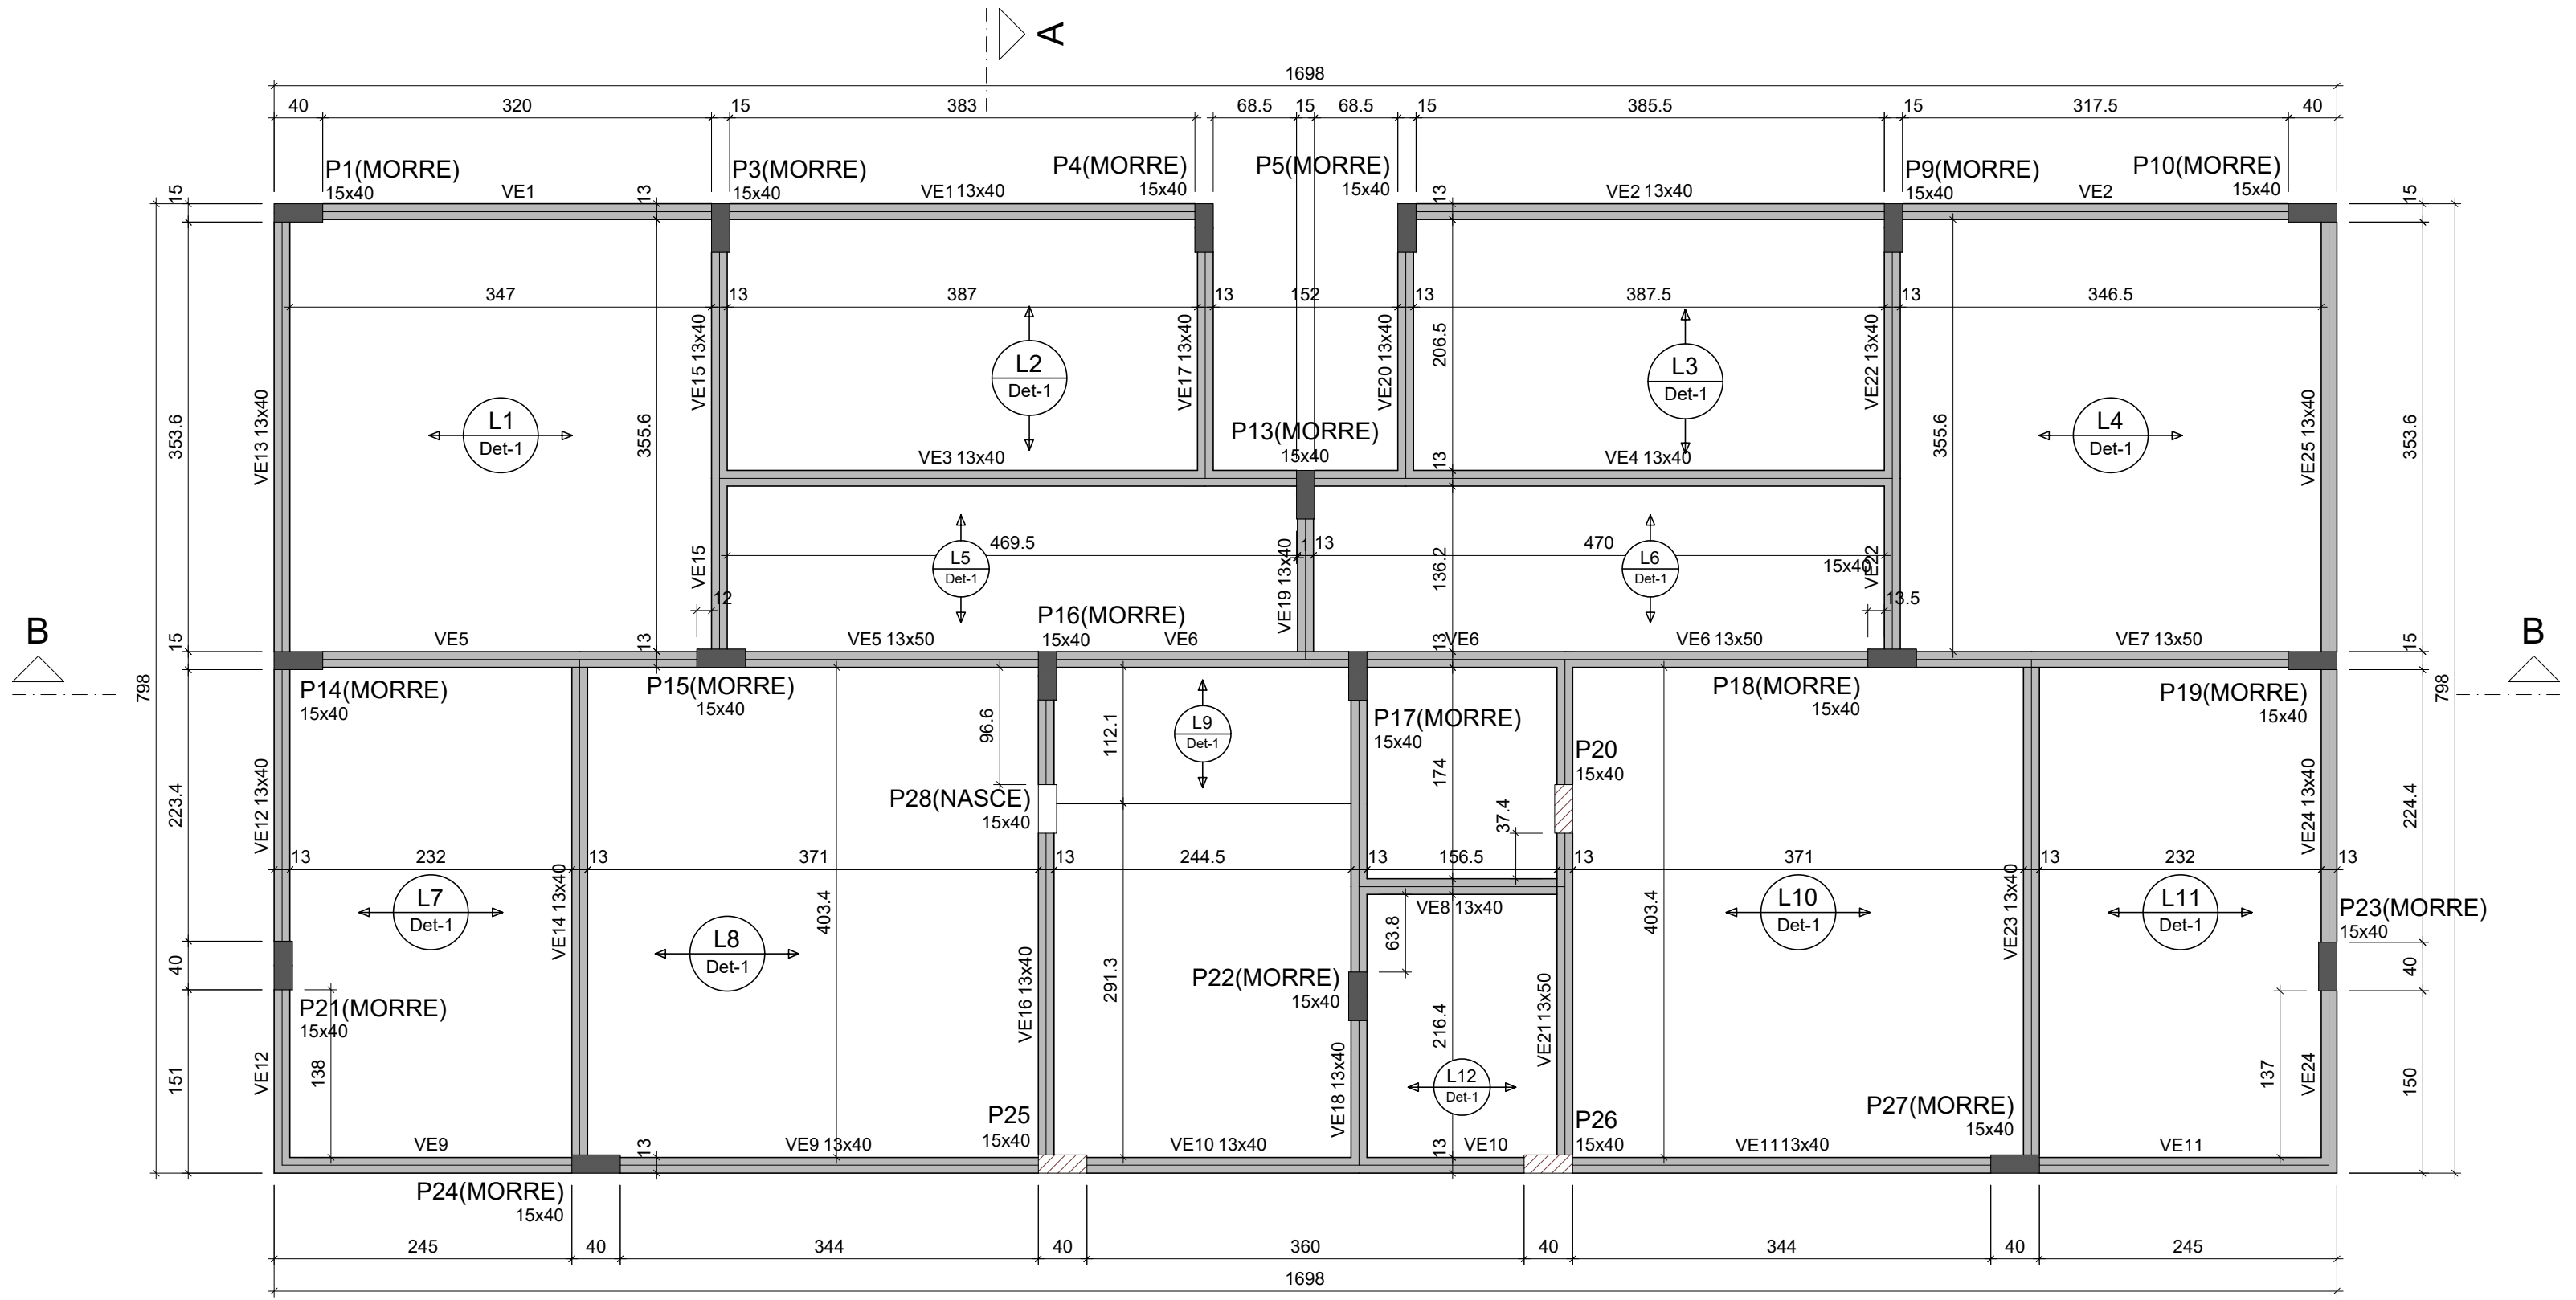 A
1698
40 320 15 383 68.5 15 68.5 15 385.5 15 317.5 40
P1(MORRE)
15x40
P3(MORRE)
15x40
P4(MORRE)
15x40
P5(MORRE)
15x40
P9(MORRE)
15x40
P10(MORRE)
15x40
15
VE1
13
VE1 13x40
13
VE2 13x40
VE2
15
347 13 387 13 152 13 387.5 13 346.5
353.6
VE13 13x40
L1
Det-1
355.6
VE15 13x40
L2
Det-1
VE17 13x40
VE20 13x40
206.5
L3
Det-1
VE22 13x40
355.6
L4
Det-1
VE25 13x40
353.6
P13(MORRE)
15x40
VE3 13x40
13
VE4 13x40
VE15
12
469.5
L5
Det-1
VE19 13x40
1 13
136.2
470
L6
Det-1
15x40
VE22
13.5
B
B
15
VE5
13
VE5 13x50
P16(MORRE)
15x40
VE6
13
VE6
VE6 13x50
VE7 13x50
15
798
P14(MORRE)
15x40
P15(MORRE)
15x40
96.6
112.1
L9
Det-1
P17(MORRE)
15x40
174
P20
15x40
P18(MORRE)
15x40
P19(MORRE)
15x40
798
223.4
VE12 13x40
P28(NASCE)
15x40
37.4
VE24 13x40
224.4
13 232 13 371 13 244.5 13 156.5 13 371 13 232 13
L7
Det-1
VE14 13x40
L8
Det-1
403.4
VE16 13x40
291.3
VE8 13x40
63.8
P22(MORRE)
15x40
VE21 13x50
403.4
L10
Det-1
VE23 13x40
L11
Det-1
P23(MORRE)
15x40
40
P21(MORRE)
15x40
40
151
VE12
138
VE18 13x40
216.4
L12
Det-1
137
VE24
150
P25
15x40
P26
15x40
P27(MORRE)
15x40
VE9
13
VE9 13x40
VE10 13x40
13
VE10
VE11 13x40
VE11
P24(MORRE)
15x40
245 40 344 40 360 40 344 40 245
1698